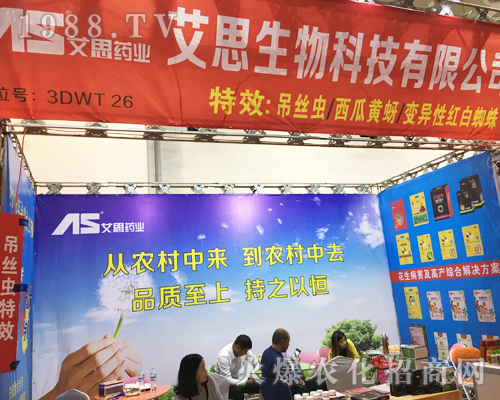 1988.TV
AS® 艾思药业
艾思生物科技有限公司
位号: 3DWT 26
特效: 吊丝虫/西瓜黄蚜/变异性红白蜘蛛
AS® 艾思药业
从农村中来 到农村中去
品质至上 持之以恒
吊丝虫特效
花生病害及高产综合解决方案
火爆农化招商网